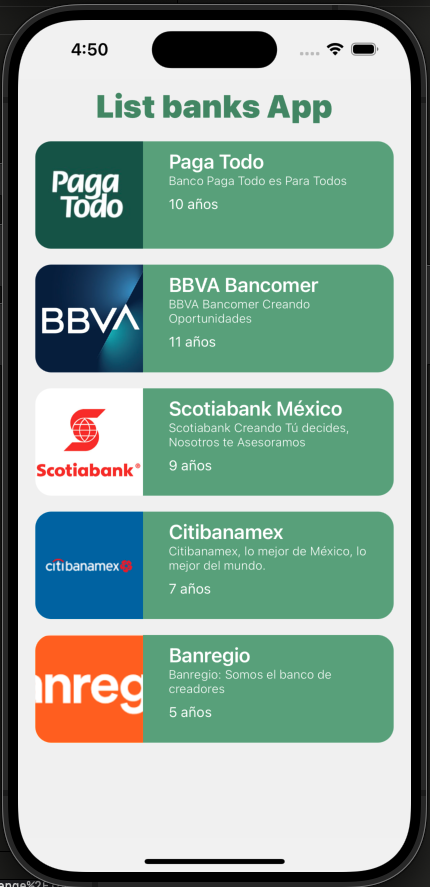 4:50
List banks App
Paga
Todo
Paga Todo
Banco Paga Todo es Para Todos
10 años
BBVA
BBVA Bancomer
BBVA Bancomer Creando
Oportunidades
11 años
Scotiabank®
Scotiabank México
Scotiabank Creando Tú decides,
Nosotros te Asesoramos
9 años
citibanamex
Citibanamex
Citibanamex, lo mejor de México, lo
mejor del mundo.
7 años
nreg
Banregio
Banregio: Somos el banco de
creadores
5 años